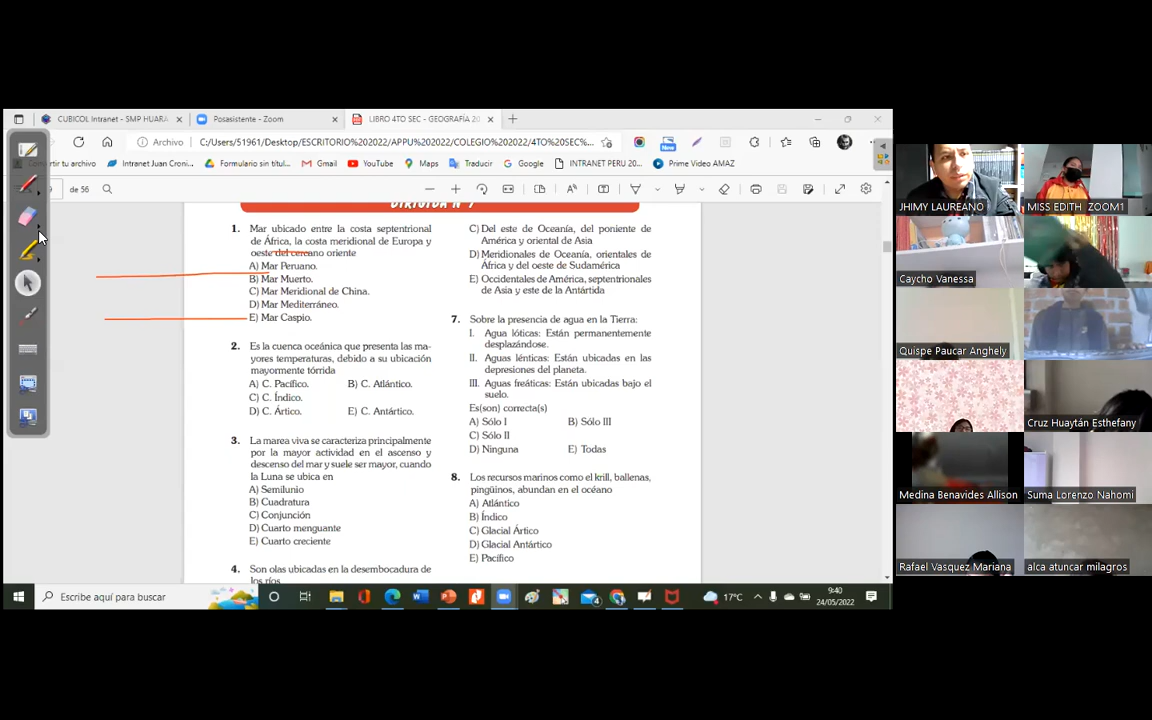 CUBICOL Intranet - SMP HUARA
Posasistente - Zoom
LIBRO 4TO SEC - GEOGRAFÍA 20
Archivo
C:/Users/51961/Desktop/ESCRITORIO%202022/APPU%202022/COLEGIO%202022/4TO%20SEC%...
Compartir tu archivo
Intranet Juan Croni...
Formulario sin títul...
Gmail
YouTube
Maps
Traducir
Google
INTRANET PERU 20...
Prime Video AMAZ
9 de 56
DIRIGIDA N° 7
1. Mar ubicado entre la costa septentrional
de África, la costa meridional de Europa y
oeste del cercano oriente
A) Mar Peruano.
B) Mar Muerto.
C) Mar Meridional de China.
D) Mar Mediterráneo.
E) Mar Caspio.
2. Es la cuenca oceánica que presenta las ma-
yores temperaturas, debido a su ubicación
mayormente tórrida
A) C. Pacífico. B) C. Atlántico.
C) C. Índico.
D) C. Ártico. E) C. Antártico.
3. La marea viva se caracteriza principalmente
por la mayor actividad en el ascenso y
descenso del mar y suele ser mayor, cuando
la Luna se ubica en
A) Semilunio
B) Cuadratura
C) Conjunción
D) Cuarto menguante
E) Cuarto creciente
4. Son olas ubicadas en la desembocadura de
los ríos
C) Del este de Oceanía, del poniente de
América y oriental de Asia
D) Meridionales de Oceanía, orientales de
África y del oeste de Sudamérica
E) Occidentales de América, septentrionales
de Asia y este de la Antártida
7. Sobre la presencia de agua en la Tierra:
I. Agua lóticas: Están permanentemente
desplazándose.
II. Aguas lénticas: Están ubicadas en las
depresiones del planeta.
III. Aguas freáticas: Están ubicadas bajo el
suelo.
Es(son) correcta(s)
A) Sólo I B) Sólo III
C) Sólo II
D) Ninguna E) Todas
8. Los recursos marinos como el krill, ballenas,
pingüinos, abundan en el océano
A) Atlántico
B) Índico
C) Glacial Ártico
D) Glacial Antártico
E) Pacífico
Escribe aquí para buscar
17°C
9:40
24/05/2022
JHIMY LAUREANO
MISS EDITH ZOOM1
Caycho Vanessa
Quispe Paucar Anghely
Cruz Huaytán Esthefany
Medina Benavides Allison
Suma Lorenzo Nahomi
Rafael Vasquez Mariana
alca atuncar milagros